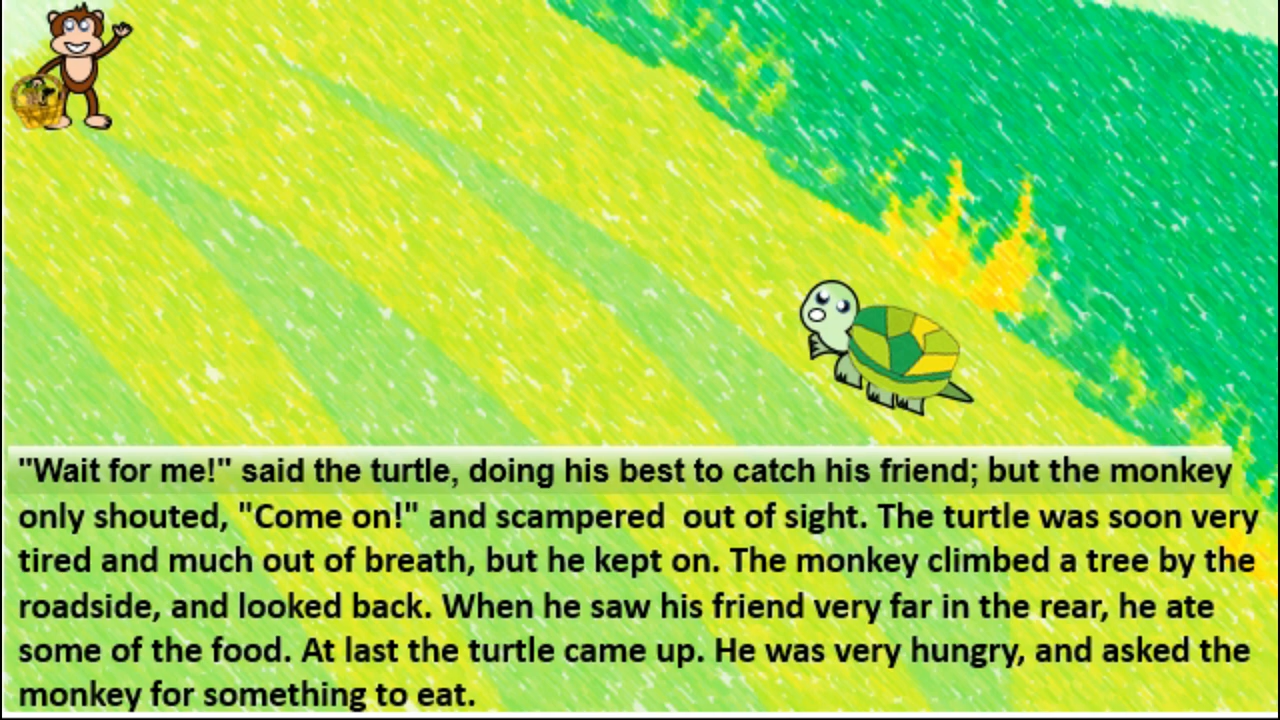 "Wait for me!" said the turtle, doing his best to catch his friend; but the monkey
only shouted, "Come on!" and scampered  out of sight. The turtle was soon very
tired and much out of breath, but he kept on. The monkey climbed a tree by the
roadside, and looked back. When he saw his friend very far in the rear, he ate
some of the food. At last the turtle came up. He was very hungry, and asked the
monkey for something to eat.